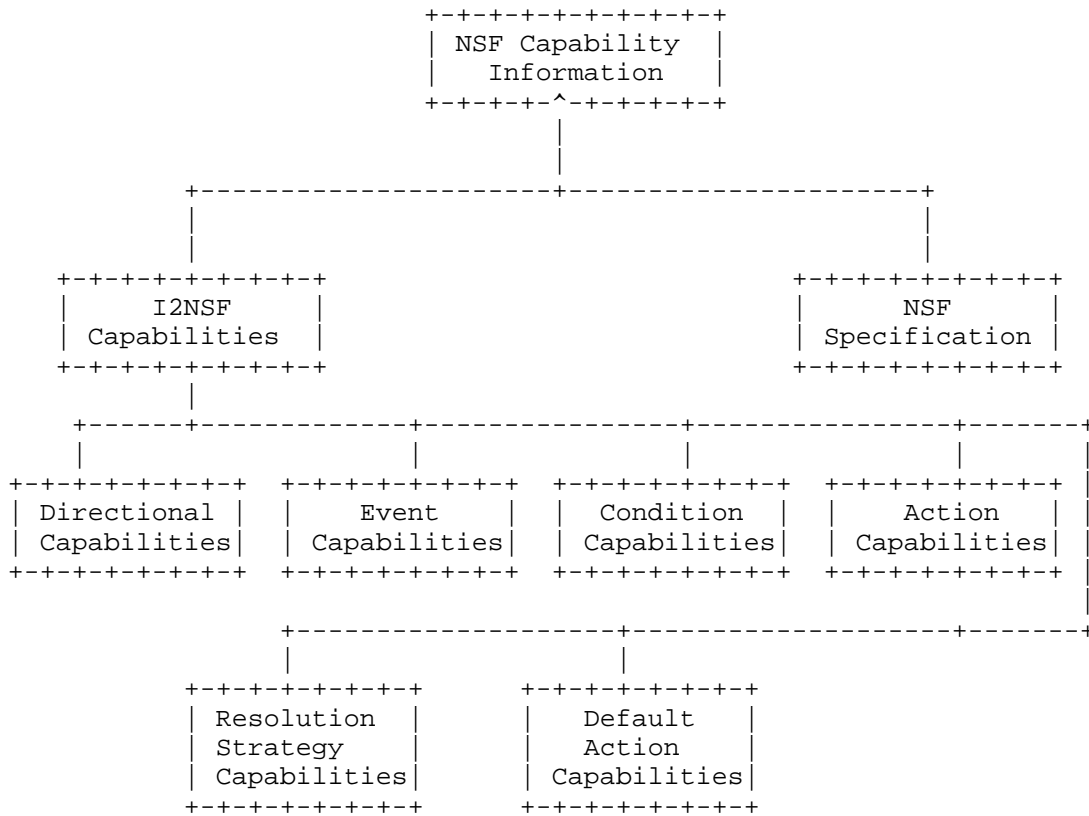 NSF Capability
Information
I2NSF NSF
Capabilities Specification
Directional Event Condition Action
Capabilities Capabilities Capabilities Capabilities
Resolution Default
Strategy Action
Capabilities Capabilities